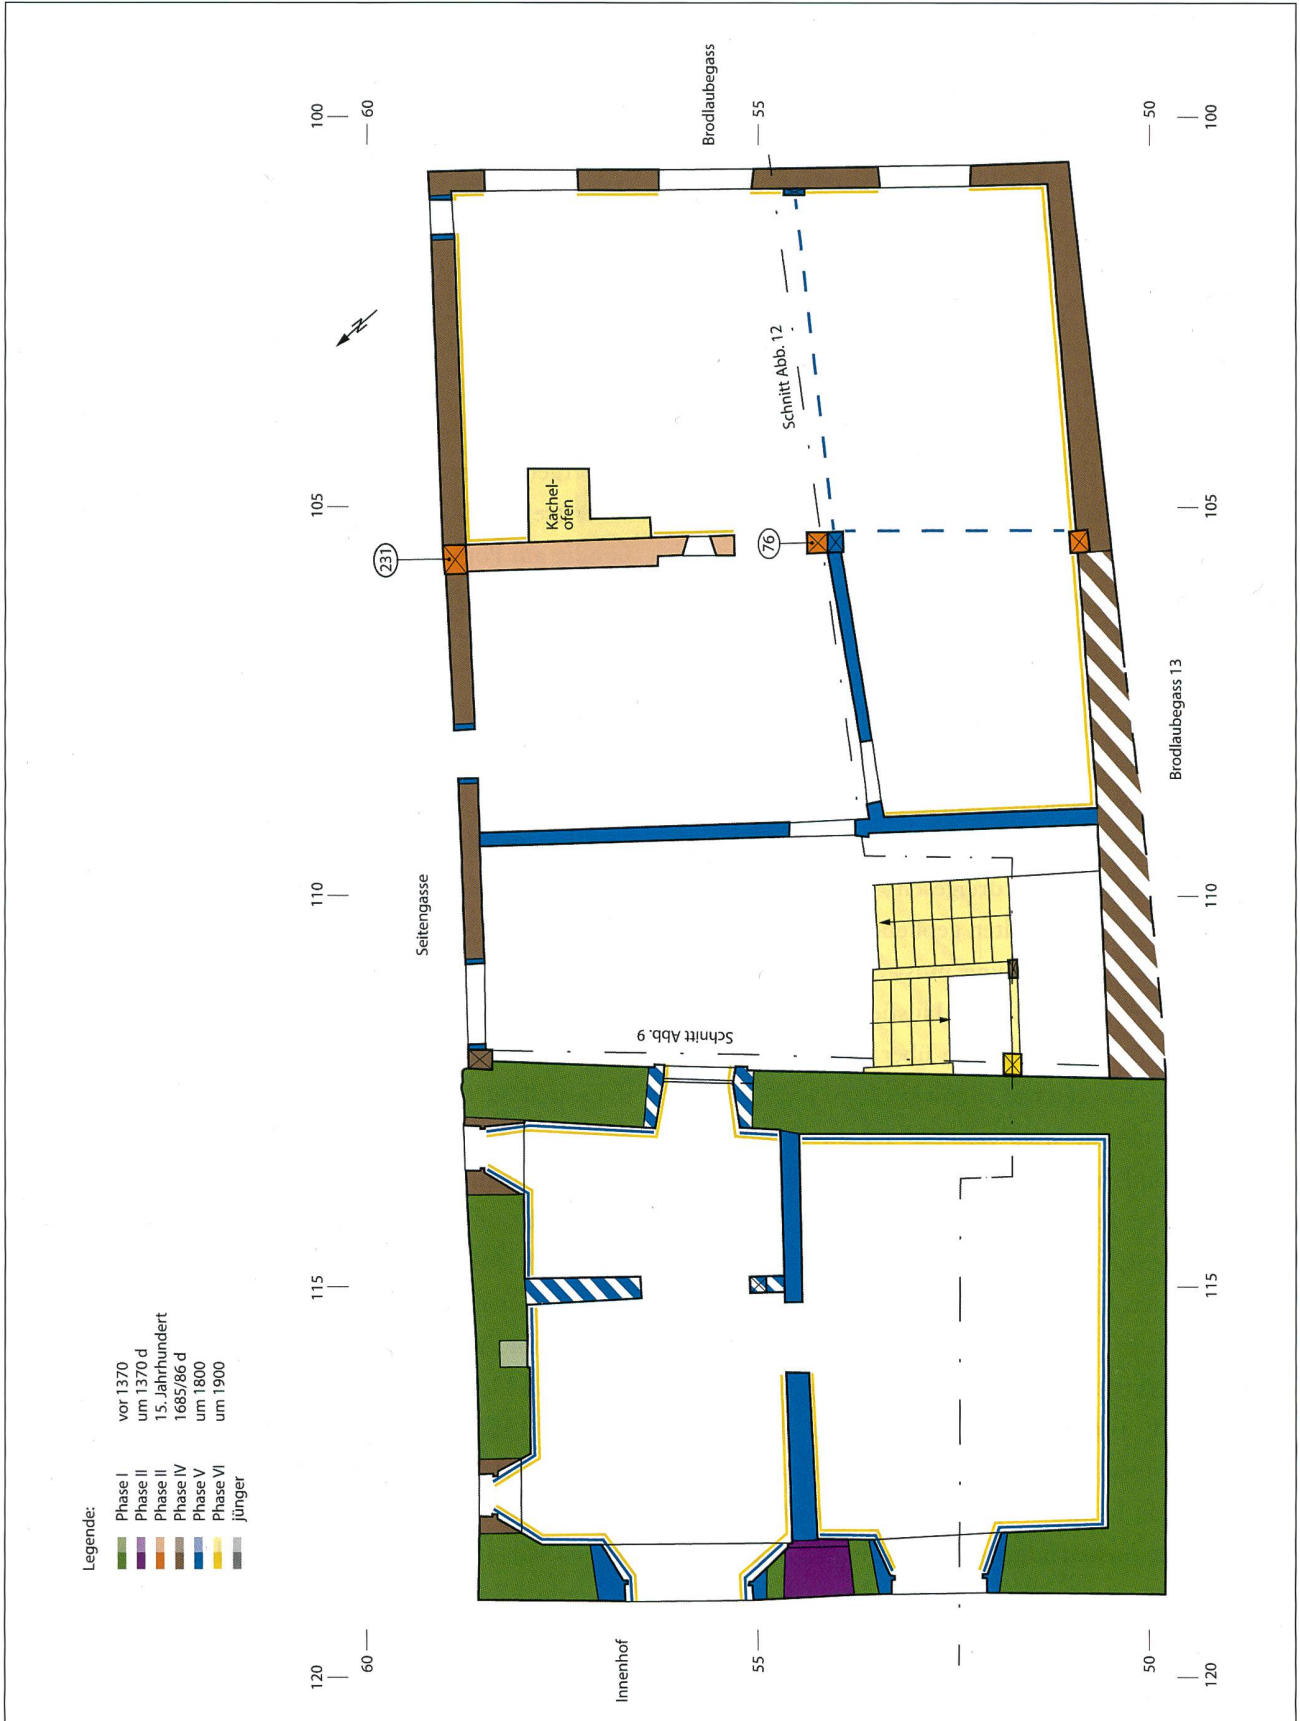 Legende:
Phase I vor 1370
Phase II um 1370 d
Phase II 15. Jahrhundert
Phase IV 1685/86 d
Phase V um 1800
Phase VI um 1900
Jünger
120
115
110
105
100
60
60
Innenhof
Seitengasse
231
N
Kachel-
ofen
Schnitt Abb. 9
76
Schnitt Abb. 12
Brodlaubegass
55
55
Brodlaubegass 13
50
50
120
115
110
105
100